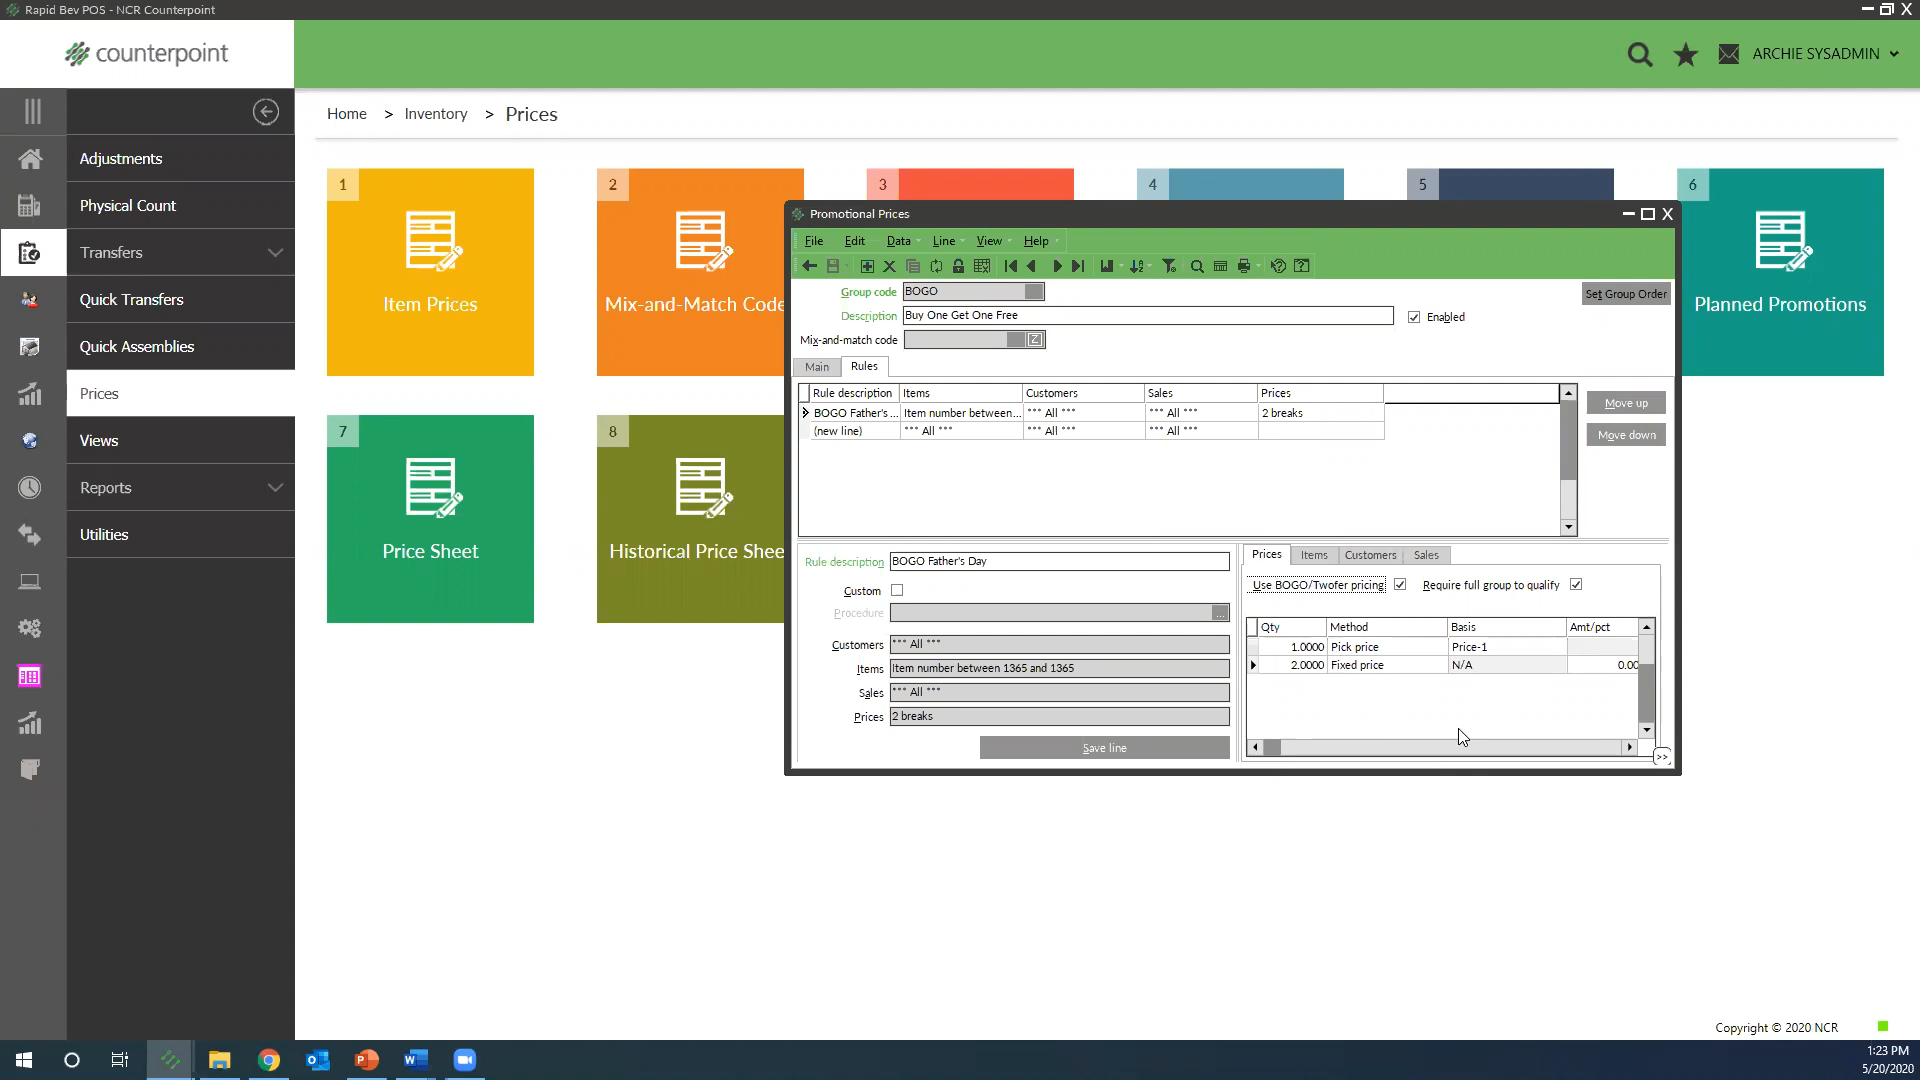 Rapid Bev POS - NCR Counterpoint
counterpoint
ARCHIE SYSADMIN
Home > Inventory > Prices
Adjustments
Physical Count
Transfers
Quick Transfers
Quick Assemblies
Prices
Views
Reports
Utilities
1
Item Prices
2
Mix-and-Match Code
3
4
5
6
Planned Promotions
7
Price Sheet
8
Historical Price Shee
Promotional Prices
File Edit Data Line View Help
Group code BOGO
Set Group Order
Description Buy One Get One Free
Enabled
Mix-and-match code
Main Rules
Rule description Items Customers Sales Prices
BOGO Father's ... Item number between... *** All *** *** All *** 2 breaks
(new line) *** All *** *** All *** *** All ***
Move up
Move down
Rule description BOGO Father's Day
Custom
Procedure
Customers *** All ***
Items Item number between 1365 and 1365
Sales *** All ***
Prices 2 breaks
Save line
Prices Items Customers Sales
Use BOGO/Twofer pricing Require full group to qualify
Qty Method Basis Amt/pct
1.0000 Pick price Price-1
2.0000 Fixed price N/A 0.00
>>
Copyright © 2020 NCR
1:23 PM
5/20/2020